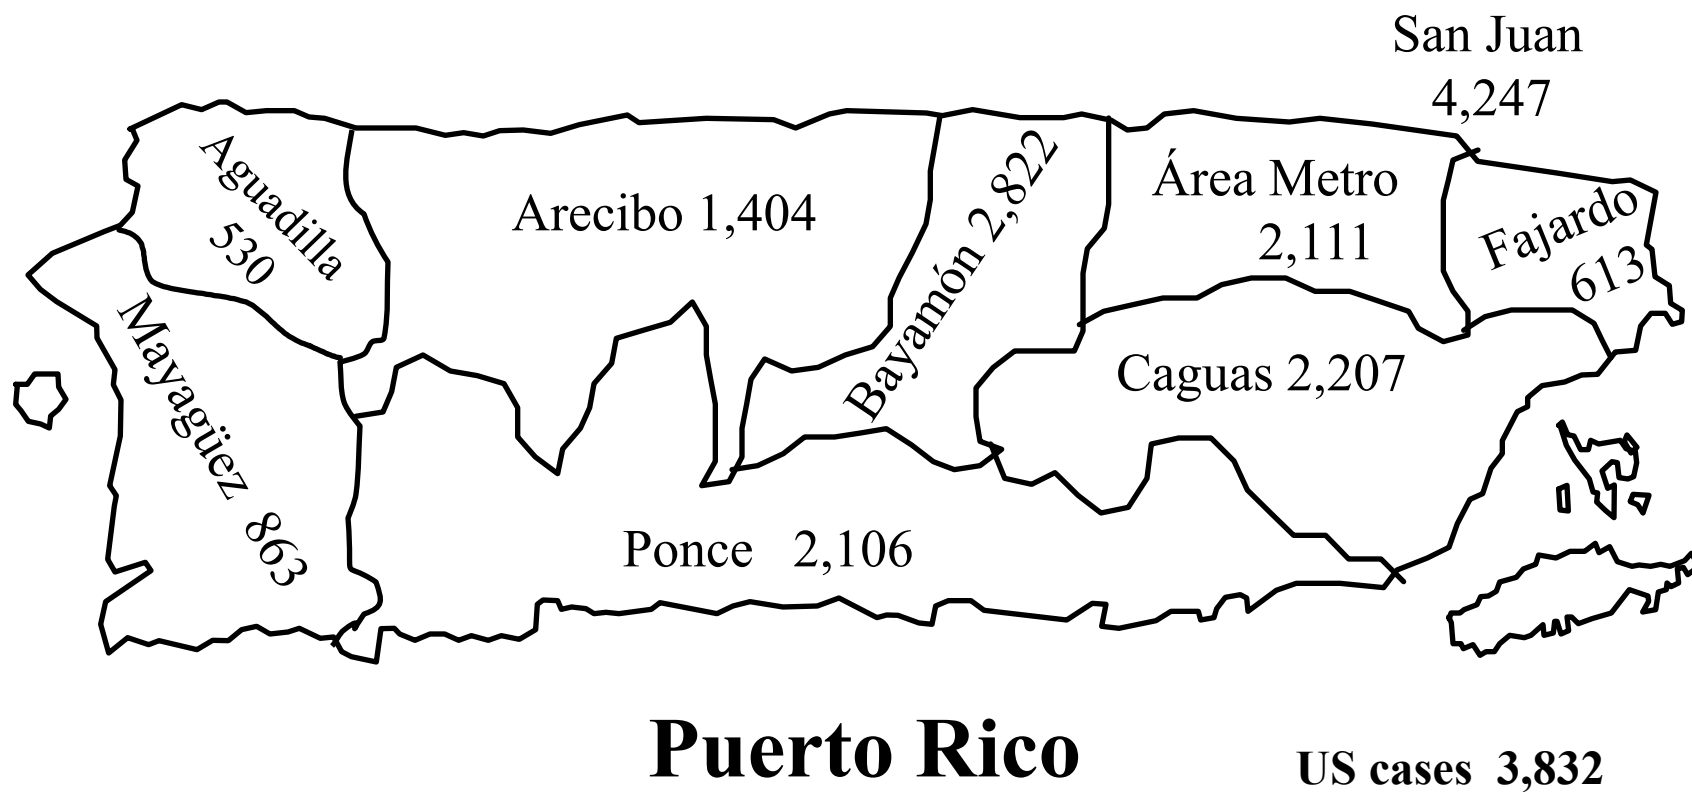 San Juan
4,247
Aguadilla
530
Arecibo 1,404
Bayamón 2,822
Área Metro
2,111
Fajardo
613
Mayagüez 863
Caguas 2,207
Ponce 2,106
Puerto Rico
US cases 3,832